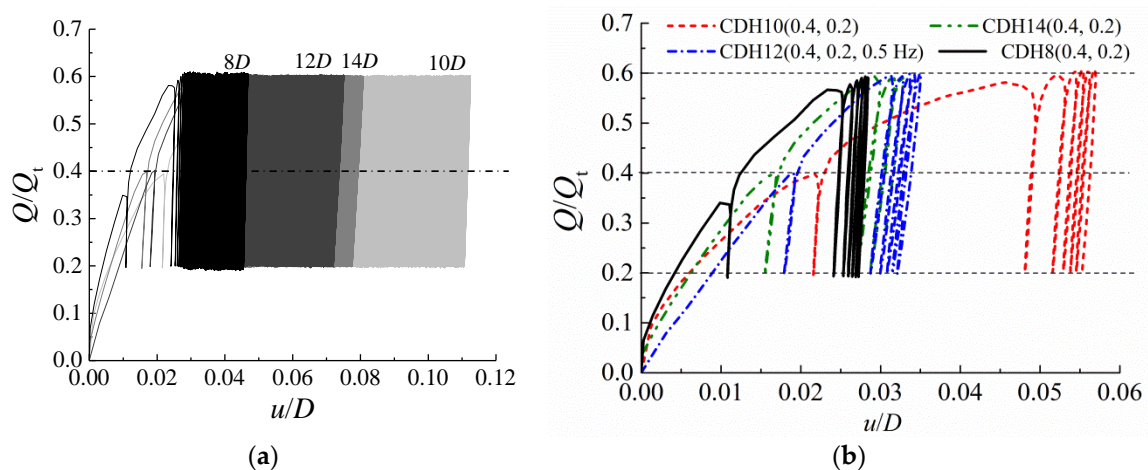 0.7
0.6
0.5
0.4
0.3
0.2
0.1
0.0
Q/Qt
8D 12D 14D 10D
0.00 0.02 0.04 0.06 0.08 0.10 0.12
u/D
(a)
CDH10(0.4, 0.2) CDH14(0.4, 0.2)
CDH12(0.4, 0.2, 0.5 Hz) CDH8(0.4, 0.2)
0.7
0.6
0.5
0.4
0.3
0.2
0.1
0.0
Q/Qt
0.00 0.01 0.02 0.03 0.04 0.05 0.06
u/D
(b)